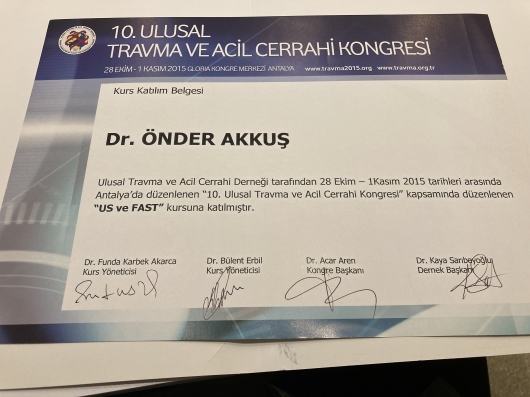 10. ULUSAL
TRAVMA VE ACİL CERRAHİ KONGRESİ
28 EKİM - 1 KASIM 2015 GLORIA KONGRE MERKEZİ ANTALYA www.travma2015.org www.travma.org.tr
Kurs Katılım Belgesi
Dr. ÖNDER AKKUŞ
Ulusal Travma ve Acil Cerrahi Derneği tarafından 28 Ekim – 1Kasım 2015 tarihleri arasında
Antalya'da düzenlenen "10. Ulusal Travma ve Acil Cerrahi Kongresi" kapsamında düzenlenen
"US ve FAST" kursuna katılmıştır.
Dr. Funda Karbek Akarca Dr. Bülent Erbil Dr. Acar Aren Dr. Kaya Sarıbeyoğlu
Kurs Yöneticisi Kurs Yöneticisi Kongre Başkanı Dernek Başkanı